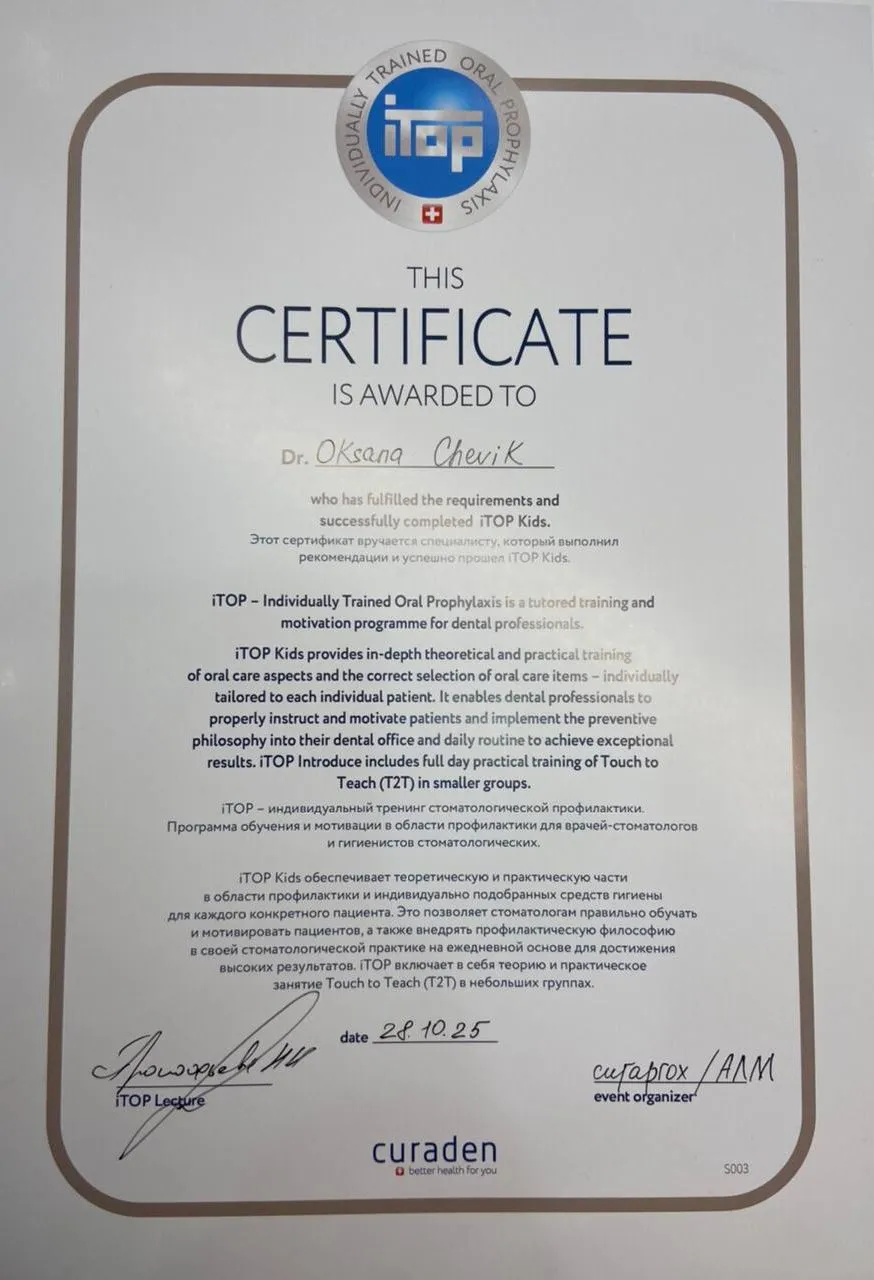 INDIVIDUALLY TRAINED ORAL PROPHYLAXIS
iTop
THIS
CERTIFICATE
IS AWARDED TO
Dr. Oksana Chevik
who has fulfilled the requirements and
successfully completed iTOP Kids.
Этот сертификат вручается специалисту, который выполнил
рекомендации и успешно прошел iTOP Kids.
iTOP – Individually Trained Oral Prophylaxis is a tutored training and
motivation programme for dental professionals.
iTOP Kids provides in-depth theoretical and practical training
of oral care aspects and the correct selection of oral care items – individually
tailored to each individual patient. It enables dental professionals to
properly instruct and motivate patients and implement the preventive
philosophy into their dental office and daily routine to achieve exceptional
results. iTOP Introduce includes full day practical training of Touch to
Teach (T2T) in smaller groups.
iTOP – индивидуальный тренинг стоматологической профилактики.
Программа обучения и мотивации в области профилактики для врачей-стоматологов
и гигиенистов стоматологических.
iTOP Kids обеспечивает теоретическую и практическую части
в области профилактики и индивидуально подобранных средств гигиены
для каждого конкретного пациента. Это позволяет стоматологам правильно обучать
и мотивировать пациентов, а также внедрять профилактическую философию
в своей стоматологической практике на ежедневной основе для достижения
высоких результатов. iTOP включает в себя теорию и практическое
занятие Touch to Teach (T2T) в небольших группах.
date 28.10.25
iTOP Lecture
/АЛМ
event organizer
curaden
better health for you
S003